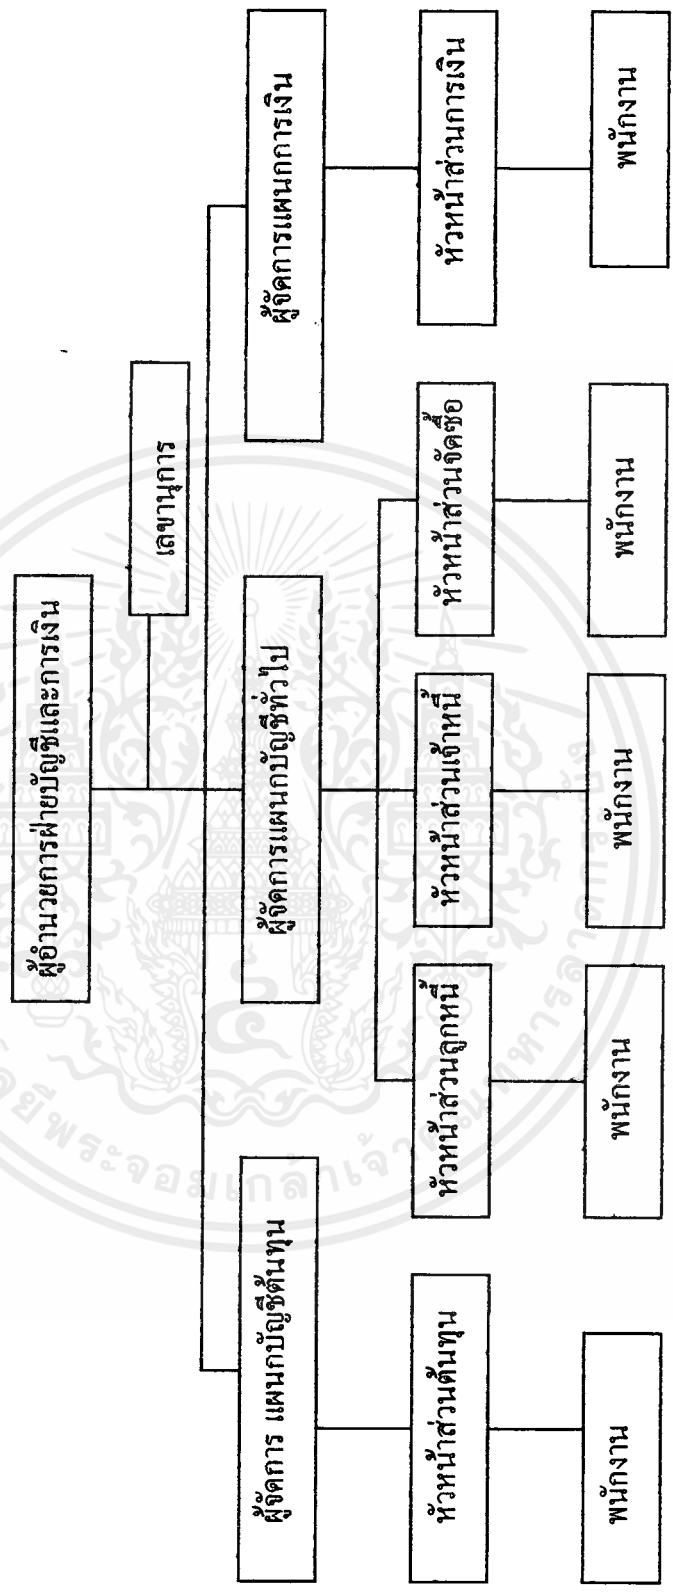 ผู้อำนวยการฝ่ายบัญชีและการเงิน
เลขานุการ
ผู้จัดการ แผนกบัญชีต้นทุน
ผู้จัดการแผนกบัญชีทั่วไป
ผู้จัดการแผนกการเงิน
หัวหน้าส่วนต้นทุน
หัวหน้าส่วนลูกหนี้
หัวหน้าส่วนเจ้าหนี้
หัวหน้าส่วนจัดซื้อ
หัวหน้าส่วนการเงิน
พนักงาน
พนักงาน
พนักงาน
พนักงาน
พนักงาน